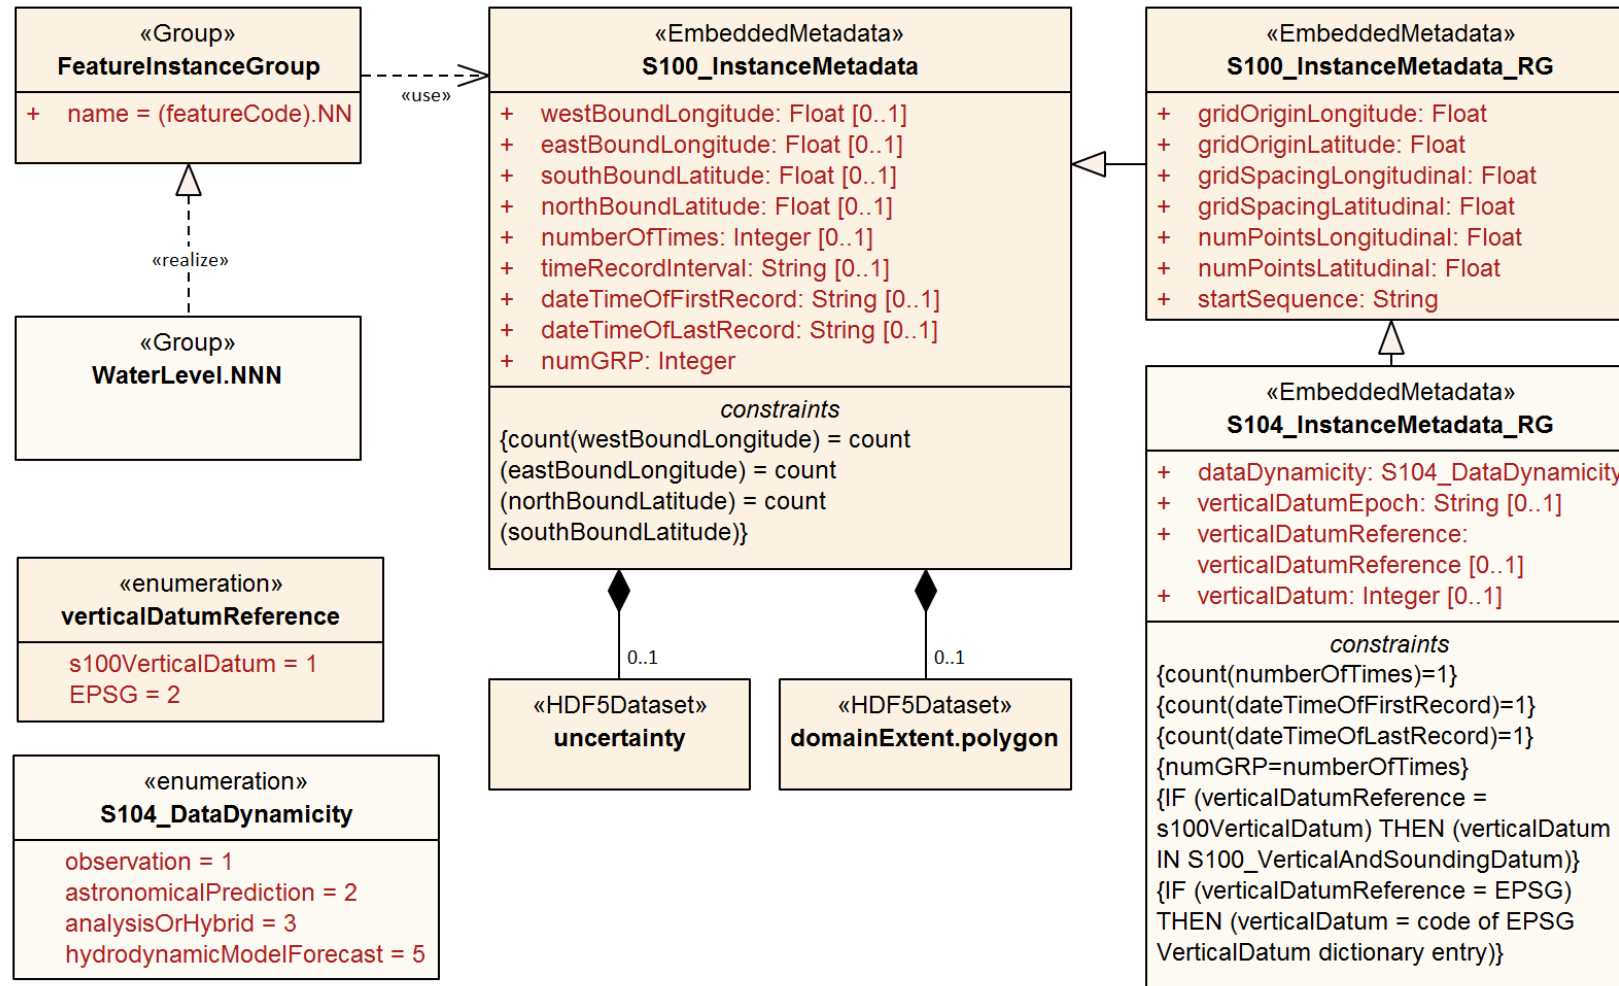 «Group»
FeatureInstanceGroup
+ name = (featureCode).NN
«use»
«realize»
«Group»
WaterLevel.NNN
«enumeration»
verticalDatumReference
s100VerticalDatum = 1
EPSG = 2
«enumeration»
S104_DataDynamicity
observation = 1
astronomicalPrediction = 2
analysisOrHybrid = 3
hydrodynamicModelForecast = 5
«EmbeddedMetadata»
S100_InstanceMetadata
+ westBoundLongitude: Float [0..1]
+ eastBoundLongitude: Float [0..1]
+ southBoundLatitude: Float [0..1]
+ northBoundLatitude: Float [0..1]
+ numberOfTimes: Integer [0..1]
+ timeRecordInterval: String [0..1]
+ dateTimeOfFirstRecord: String [0..1]
+ dateTimeOfLastRecord: String [0..1]
+ numGRP: Integer
constraints
{count(westBoundLongitude) = count
(eastBoundLongitude) = count
(northBoundLatitude) = count
(southBoundLatitude)}
0..1
0..1
«HDF5Dataset»
uncertainty
«HDF5Dataset»
domainExtent.polygon
«EmbeddedMetadata»
S100_InstanceMetadata_RG
+ gridOriginLongitude: Float
+ gridOriginLatitude: Float
+ gridSpacingLongitudinal: Float
+ gridSpacingLatitudinal: Float
+ numPointsLongitudinal: Float
+ numPointsLatitudinal: Float
+ startSequence: String
«EmbeddedMetadata»
S104_InstanceMetadata_RG
+ dataDynamicity: S104_DataDynamicity
+ verticalDatumEpoch: String [0..1]
+ verticalDatumReference:
verticalDatumReference [0..1]
+ verticalDatum: Integer [0..1]
constraints
{count(numberOfTimes)=1}
{count(dateTimeOfFirstRecord)=1}
{count(dateTimeOfLastRecord)=1}
{numGRP=numberOfTimes}
{IF (verticalDatumReference =
s100VerticalDatum) THEN (verticalDatum
IN S100_VerticalAndSoundingDatum)}
{IF (verticalDatumReference = EPSG)
THEN (verticalDatum = code of EPSG
VerticalDatum dictionary entry)}